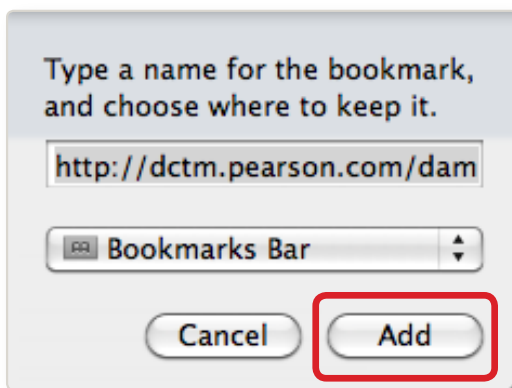 Type a name for the bookmark,
and choose where to keep it.
http://dctm.pearson.com/dam
Bookmarks Bar
Cancel Add